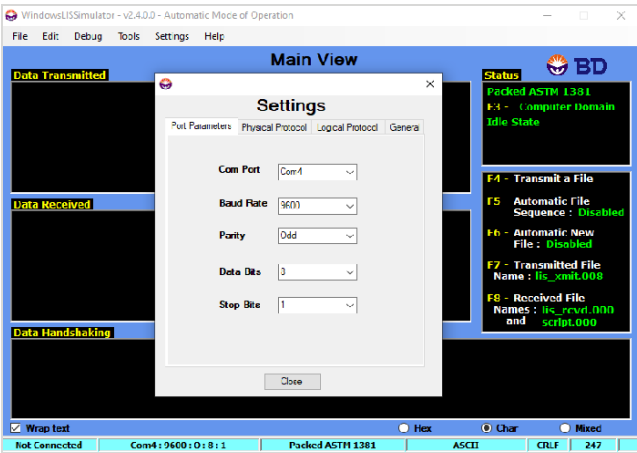 WindowsLISSimulator - v2.4.0.0 - Automatic Mode of Operation
File Edit Debug Tools Settings Help
Main View
BD
Data Transmitted
Status
Packed ASTM 1381
F3 - Computer Domain
Idle State
Settings
Port Parameters Physical Protocol Logical Protocol General
Com Port Com4
Baud Rate 9600
Parity Odd
Data Bits 8
Stop Bits 1
Close
F4 - Transmit a File
F5 Automatic File
Sequence : Disabled
F6 - Automatic New
File : Disabled
F7 - Transmitted File
Name : lis_xmit.008
F8 - Received File
Names : lis_rcvd.000
and script.000
Data Received
Data Handshaking
Wrap text
Hex Char Mixed
Not Connected Com4 : 9600 : O : 8 : 1 Packed ASTM 1381 ASCII CRLF 247